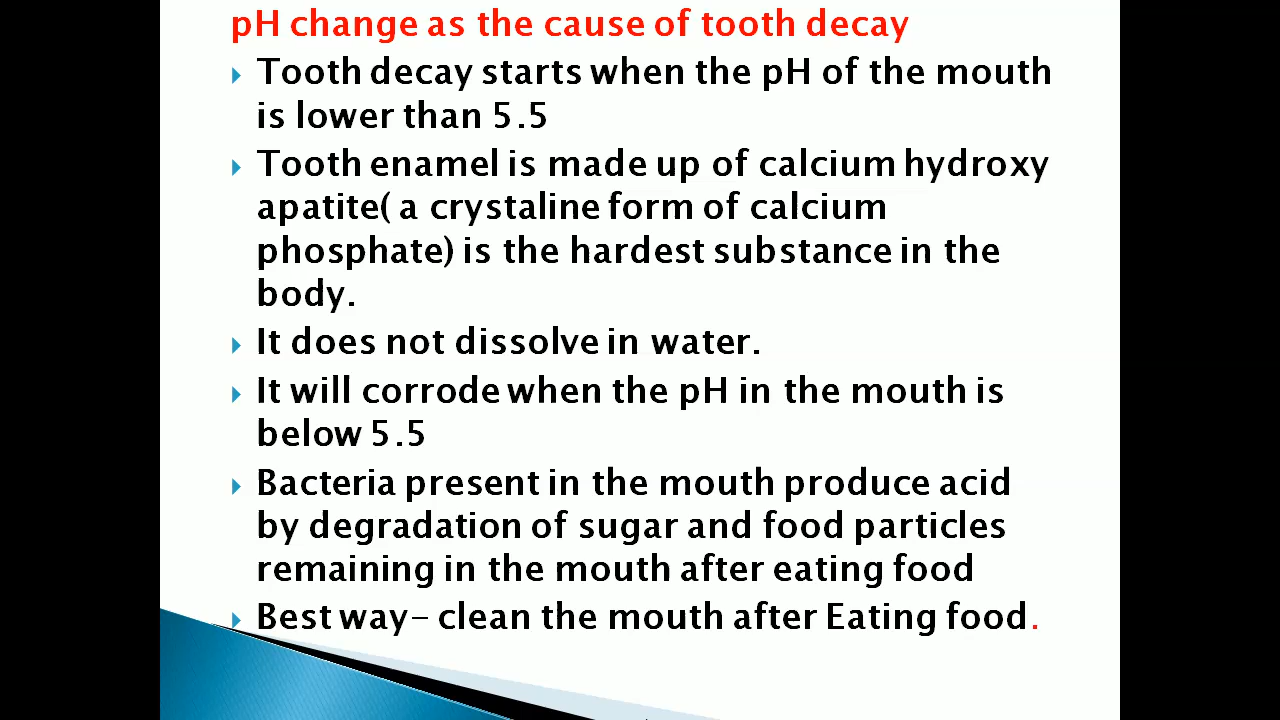 pH change as the cause of tooth decay
Tooth decay starts when the pH of the mouth
is lower than 5.5
Tooth enamel is made up of calcium hydroxy
apatite( a crystaline form of calcium
phosphate) is the hardest substance in the
body.
It does not dissolve in water.
It will corrode when the pH in the mouth is
below 5.5
Bacteria present in the mouth produce acid
by degradation of sugar and food particles
remaining in the mouth after eating food
Best way– clean the mouth after Eating food.